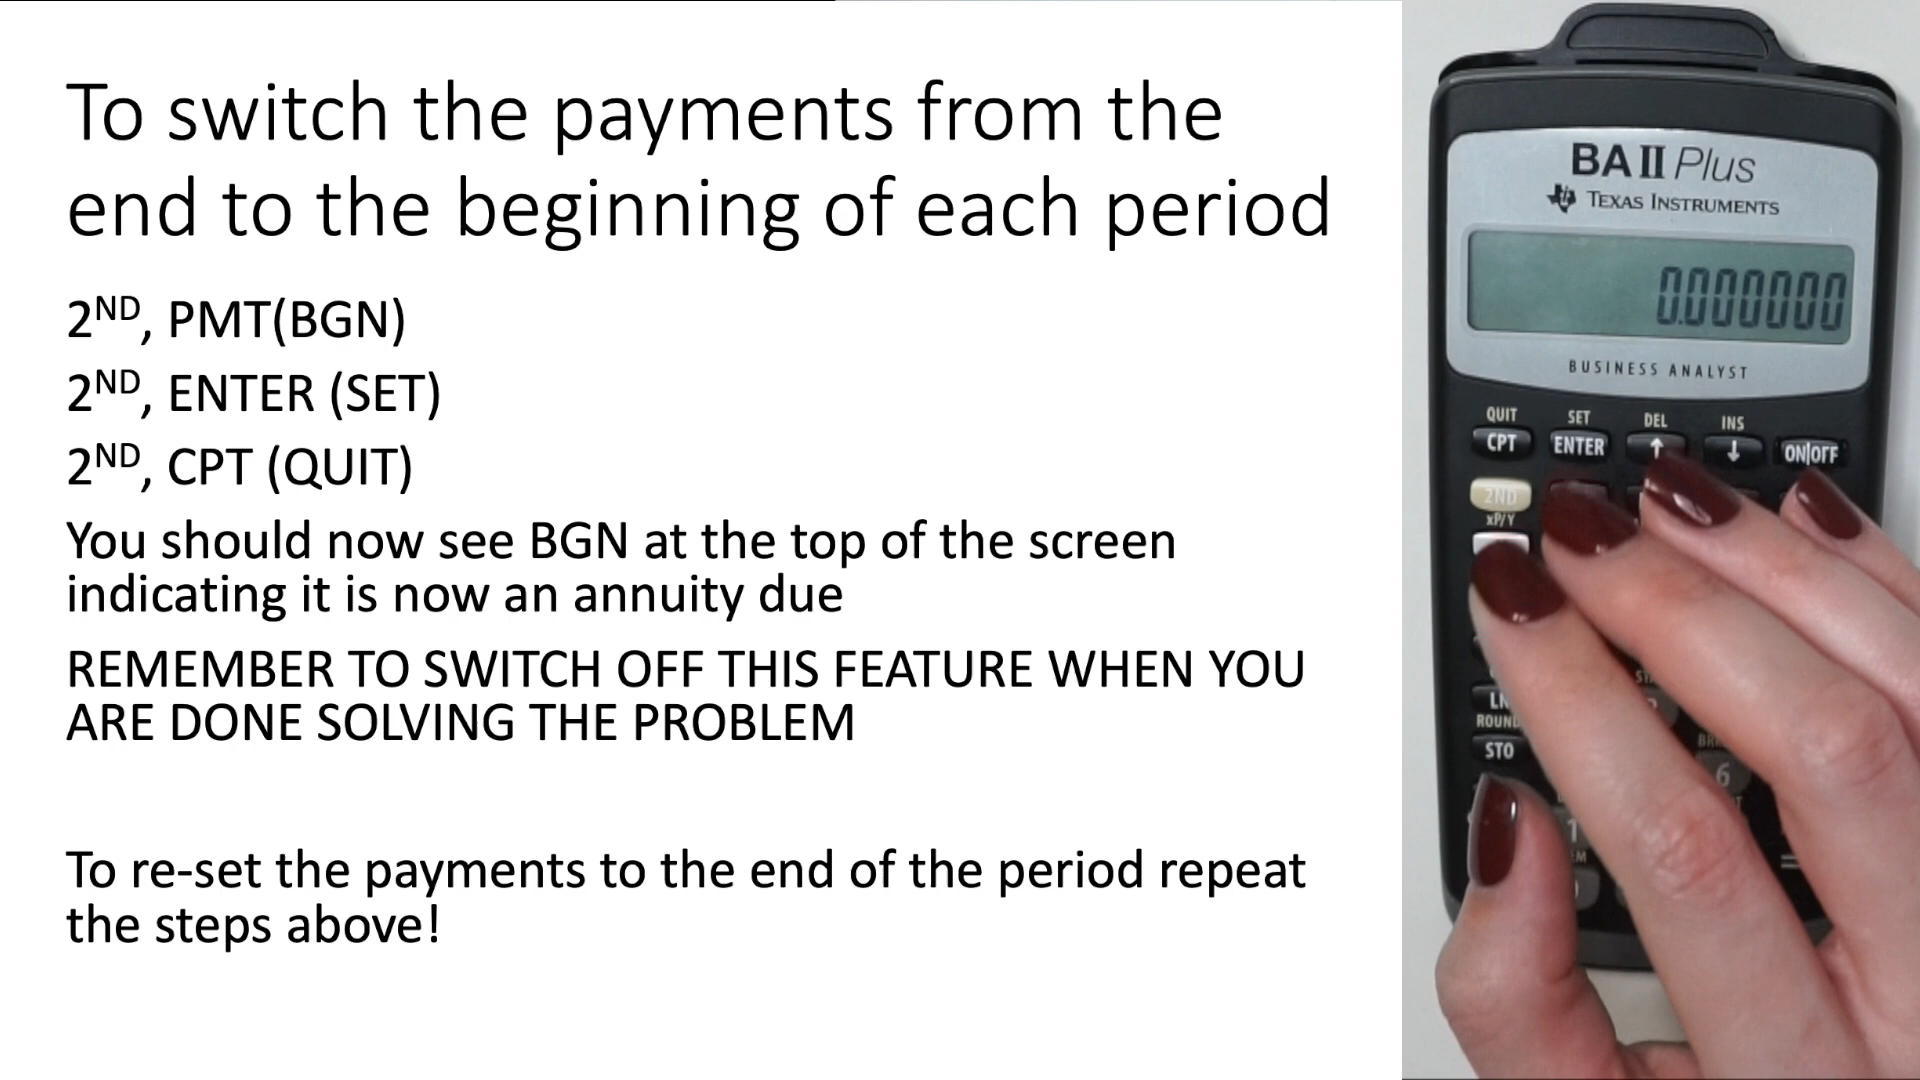 To switch the payments from the
end to the beginning of each period
2ND, PMT(BGN)
2ND, ENTER (SET)
2ND, CPT (QUIT)
You should now see BGN at the top of the screen
indicating it is now an annuity due
REMEMBER TO SWITCH OFF THIS FEATURE WHEN YOU
ARE DONE SOLVING THE PROBLEM
To re-set the payments to the end of the period repeat
the steps above!
BA II Plus
TEXAS INSTRUMENTS
0.000000
BUSINESS ANALYST
QUIT SET DEL INS
CPT ENTER ↑ ↓ ON|OFF
2ND
xP/Y
ROUND
STO
6
1